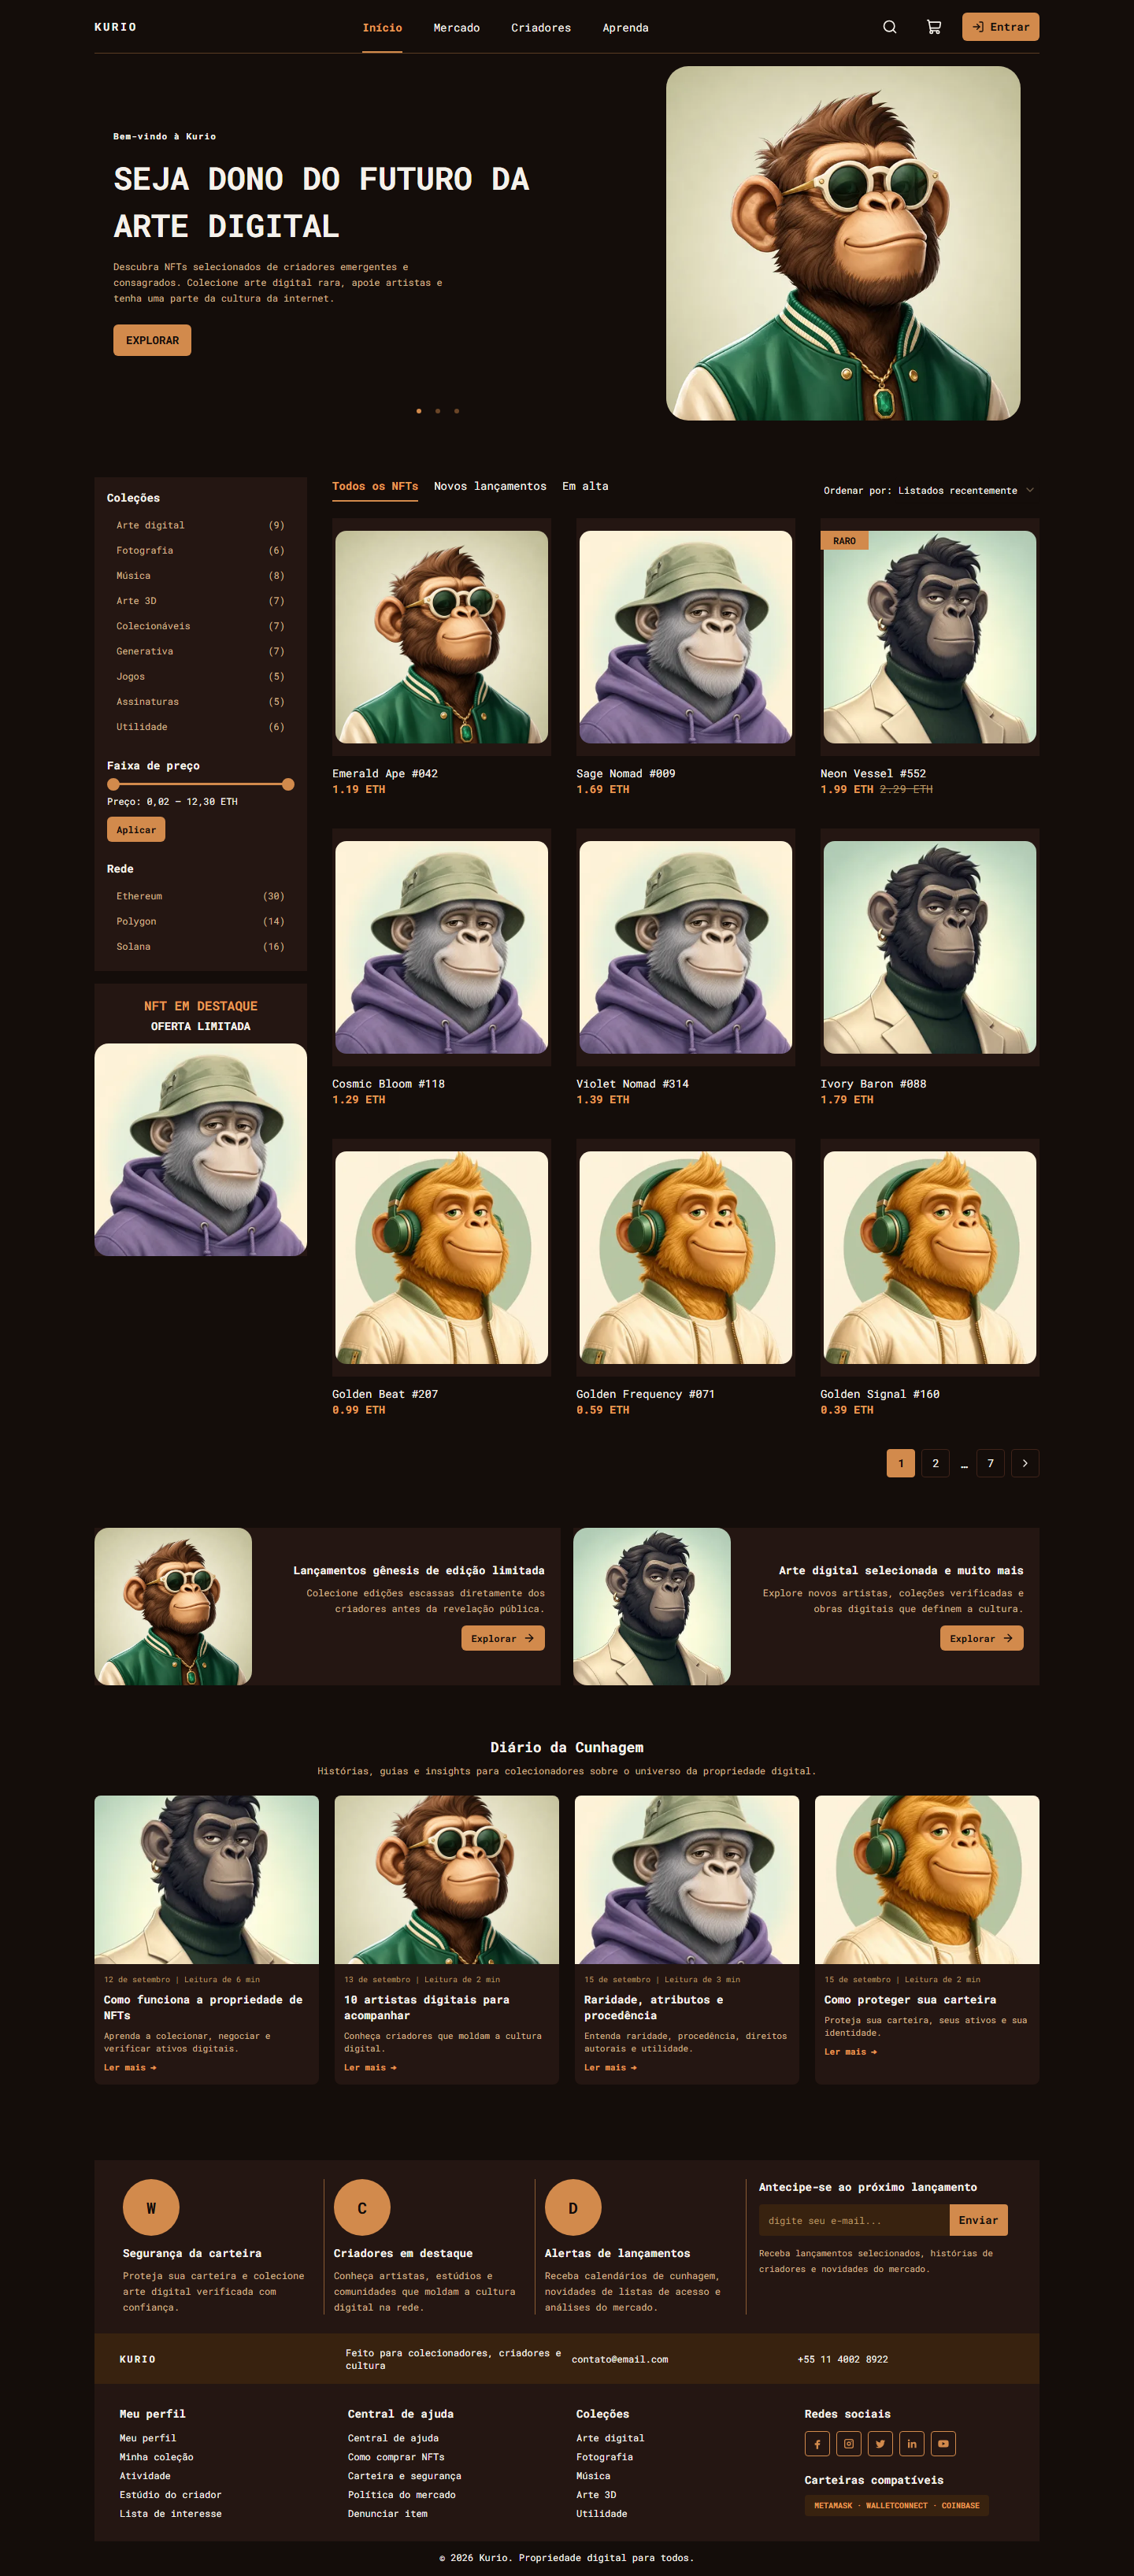 KURIO
Início
Mercado
Criadores
Aprenda
Entrar
Bem-vindo à Kurio
SEJA DONO DO FUTURO DA
ARTE DIGITAL
Descubra NFTs selecionados de criadores emergentes e
consagrados. Colecione arte digital rara, apoie artistas e
tenha uma parte da cultura da internet.
EXPLORAR
Coleções
Arte digital (9)
Fotografia (6)
Música (8)
Arte 3D (7)
Colecionáveis (7)
Generativa (7)
Jogos (5)
Assinaturas (5)
Utilidade (6)
Faixa de preço
Preço: 0,02 — 12,30 ETH
Aplicar
Rede
Ethereum (30)
Polygon (14)
Solana (16)
NFT EM DESTAQUE
OFERTA LIMITADA
Todos os NFTs
Novos lançamentos
Em alta
Ordenar por: Listados recentemente
RARO
Emerald Ape #042
1.19 ETH
Sage Nomad #009
1.69 ETH
Neon Vessel #552
1.99 ETH 2.29 ETH
Cosmic Bloom #118
1.29 ETH
Violet Nomad #314
1.39 ETH
Ivory Baron #088
1.79 ETH
Golden Beat #207
0.99 ETH
Golden Frequency #071
0.59 ETH
Golden Signal #160
0.39 ETH
1 2 … 7
Lançamentos gênesis de edição limitada
Colecione edições escassas diretamente dos
criadores antes da revelação pública.
Explorar
Arte digital selecionada e muito mais
Explore novos artistas, coleções verificadas e
obras digitais que definem a cultura.
Explorar
Diário da Cunhagem
Histórias, guias e insights para colecionadores sobre o universo da propriedade digital.
12 de setembro | Leitura de 6 min
Como funciona a propriedade de
NFTs
Aprenda a colecionar, negociar e
verificar ativos digitais.
Ler mais ➔
13 de setembro | Leitura de 2 min
10 artistas digitais para
acompanhar
Conheça criadores que moldam a cultura
digital.
Ler mais ➔
15 de setembro | Leitura de 3 min
Raridade, atributos e
procedência
Entenda raridade, procedência, direitos
autorais e utilidade.
Ler mais ➔
15 de setembro | Leitura de 2 min
Como proteger sua carteira
Proteja sua carteira, seus ativos e sua
identidade.
Ler mais ➔
W
Segurança da carteira
Proteja sua carteira e colecione
arte digital verificada com
confiança.
C
Criadores em destaque
Conheça artistas, estúdios e
comunidades que moldam a cultura
digital na rede.
D
Alertas de lançamentos
Receba calendários de cunhagem,
novidades de listas de acesso e
análises do mercado.
Antecipe-se ao próximo lançamento
digite seu e-mail...
Enviar
Receba lançamentos selecionados, histórias de
criadores e novidades do mercado.
KURIO
Feito para colecionadores, criadores e
cultura
contato@email.com
+55 11 4002 8922
Meu perfil
Meu perfil
Minha coleção
Atividade
Estúdio do criador
Lista de interesse
Central de ajuda
Central de ajuda
Como comprar NFTs
Carteira e segurança
Política do mercado
Denunciar item
Coleções
Arte digital
Fotografia
Música
Arte 3D
Utilidade
Redes sociais
Carteiras compatíveis
METAMASK · WALLETCONNECT · COINBASE
© 2026 Kurio. Propriedade digital para todos.